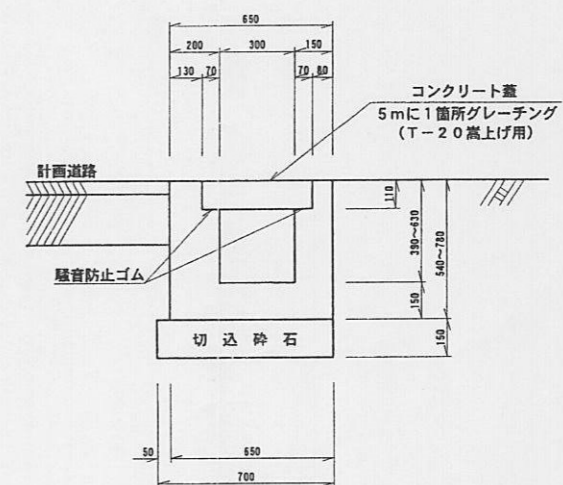 650
200 300 150
130 70 70 80
コンクリート蓋
5mに1箇所グレーチング
(T-20嵩上げ用)
計画道路
110
390~630
540~780
騒音防止ゴム
150
切込砕石
150
50 650
700